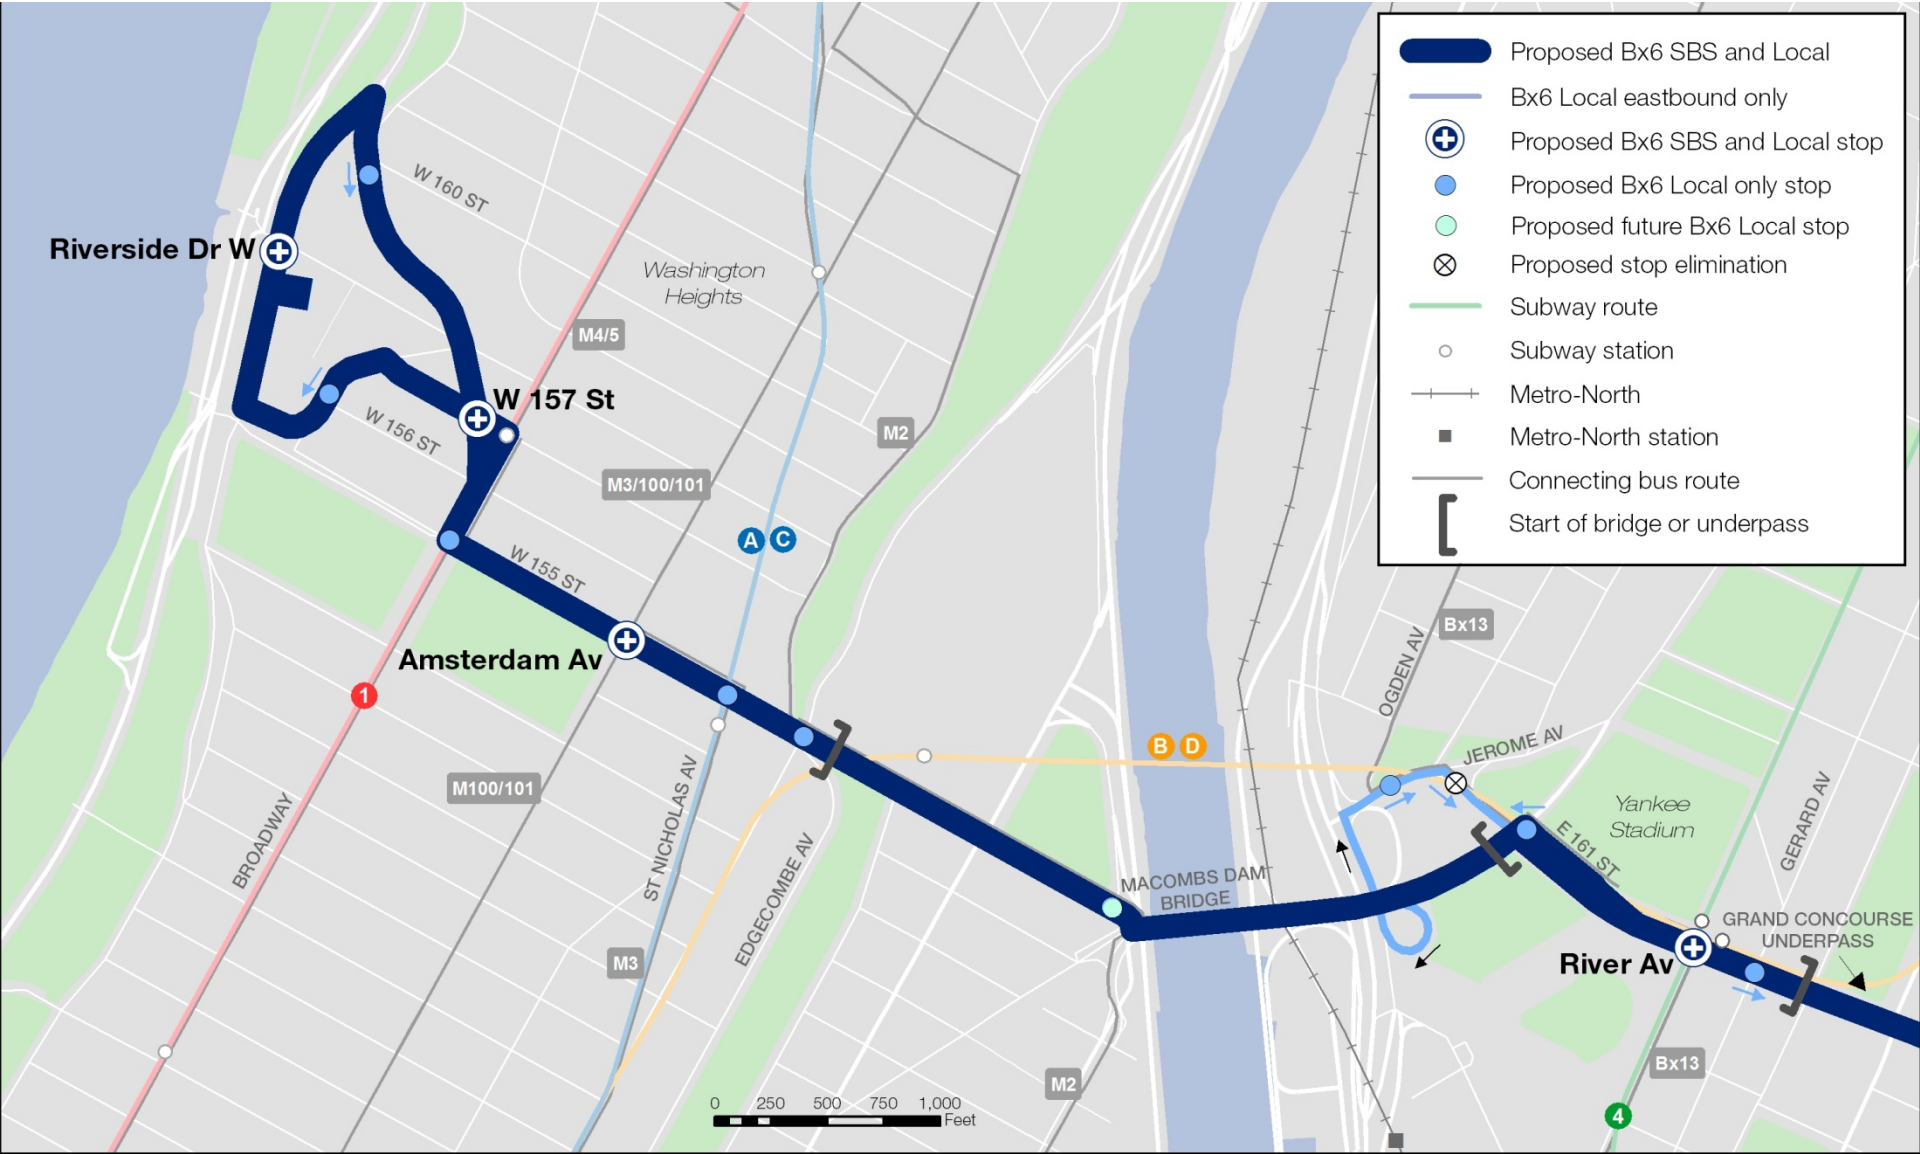 Proposed Bx6 SBS and Local
Bx6 Local eastbound only
Proposed Bx6 SBS and Local stop
Proposed Bx6 Local only stop
Proposed future Bx6 Local stop
Proposed stop elimination
Subway route
Subway station
Metro-North
Metro-North station
Connecting bus route
Start of bridge or underpass
W 160 ST
Riverside Dr W
Washington
Heights
M4/5
W 157 St
W 156 ST
M2
M3/100/101
A C
W 155 ST
Bx13
OGDEN AV
Amsterdam Av
1
B D
JEROME AV
M100/101
ST NICHOLAS AV
BROADWAY
EDGECOMBE AV
Yankee
Stadium
E 161 ST
GERARD AV
MACOMBS DAM
BRIDGE
GRAND CONCOURSE
UNDERPASS
River Av
M3
Bx13
M2
4
0 250 500 750 1,000
Feet